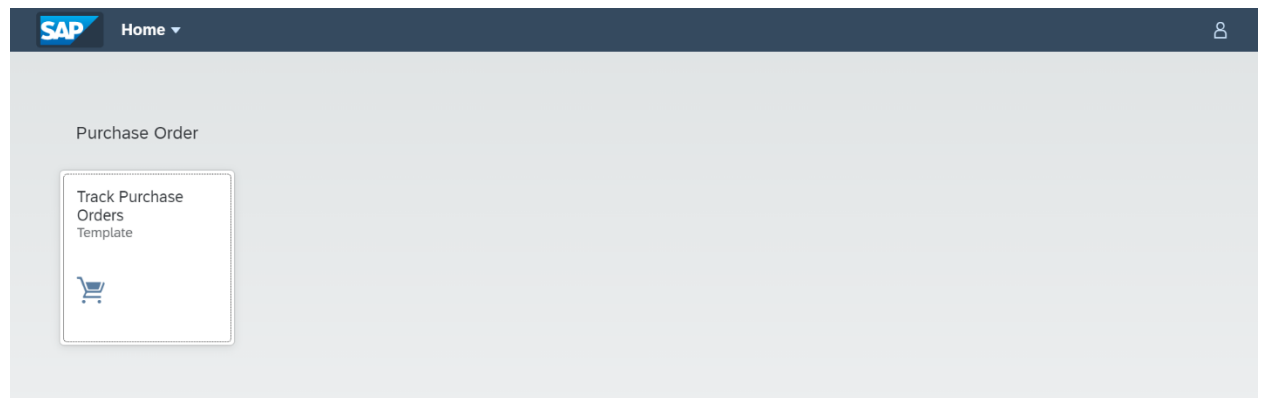 SAP Home
Purchase Order
Track Purchase
Orders
Template